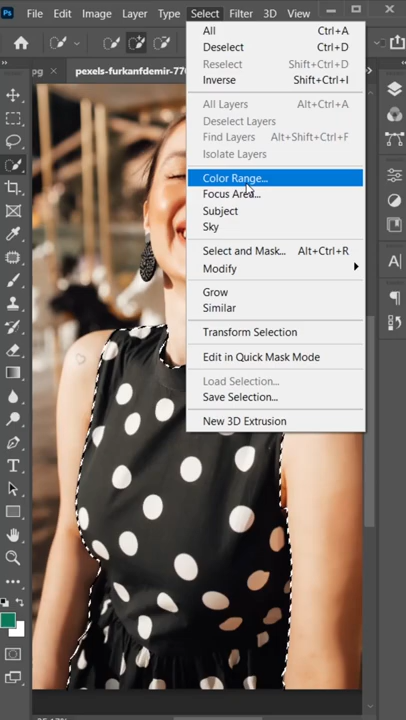 Ps File Edit Image Layer Type Select Filter 3D View
All Ctrl+A
Deselect Ctrl+D
Reselect Shift+Ctrl+D
Inverse Shift+Ctrl+I
All Layers Alt+Ctrl+A
Deselect Layers
Find Layers Alt+Shift+Ctrl+F
Isolate Layers
Color Range...
Focus Area...
Subject
Sky
Select and Mask... Alt+Ctrl+R
Modify
Grow
Similar
Transform Selection
Edit in Quick Mask Mode
Load Selection...
Save Selection...
New 3D Extrusion
All
pg × pexels-furkanfdemir-77